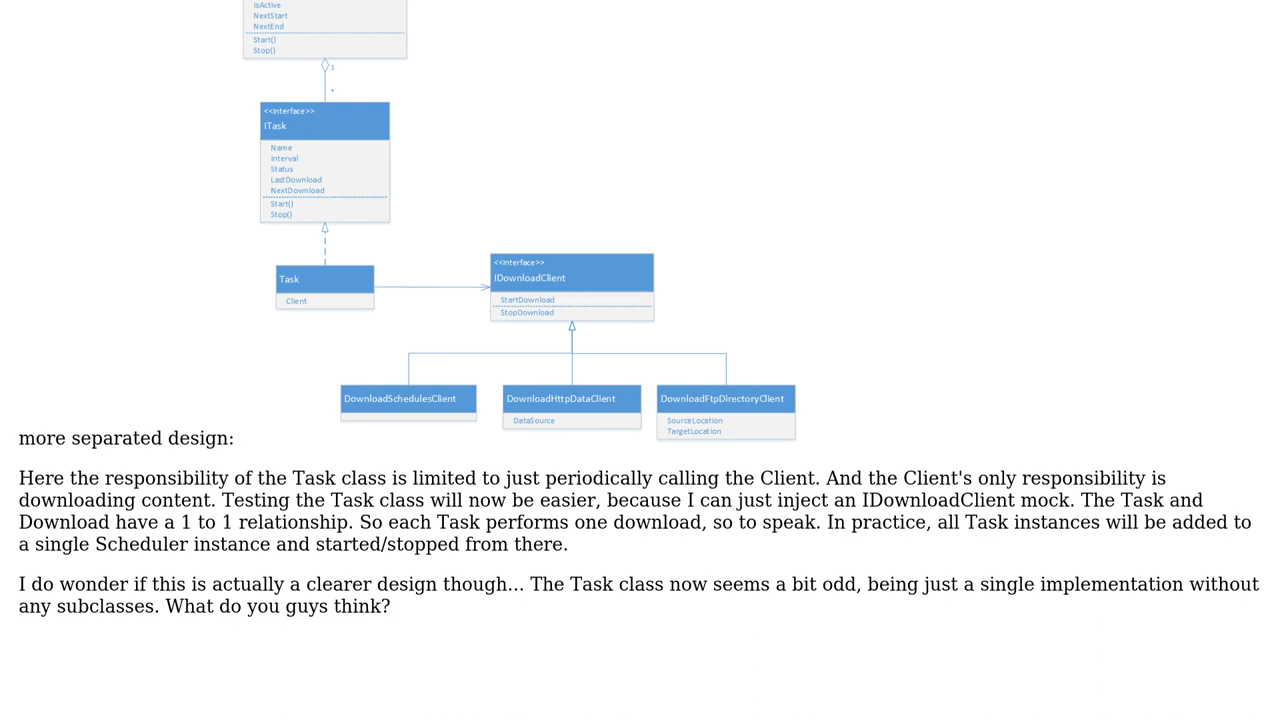 IsActive
NextStart
NextEnd
Start()
Stop()
1
*
<<Interface>>
ITask
Name
Interval
Status
LastDownload
NextDownload
Start()
Stop()
Task
Client
<<Interface>>
IDownloadClient
StartDownload
StopDownload
DownloadSchedulesClient
DownloadHttpDataClient
DataSource
DownloadFtpDirectoryClient
SourceLocation
TargetLocation
more separated design:
Here the responsibility of the Task class is limited to just periodically calling the Client. And the Client's only responsibility is
downloading content. Testing the Task class will now be easier, because I can just inject an IDownloadClient mock. The Task and
Download have a 1 to 1 relationship. So each Task performs one download, so to speak. In practice, all Task instances will be added to
a single Scheduler instance and started/stopped from there.
I do wonder if this is actually a clearer design though... The Task class now seems a bit odd, being just a single implementation without
any subclasses. What do you guys think?